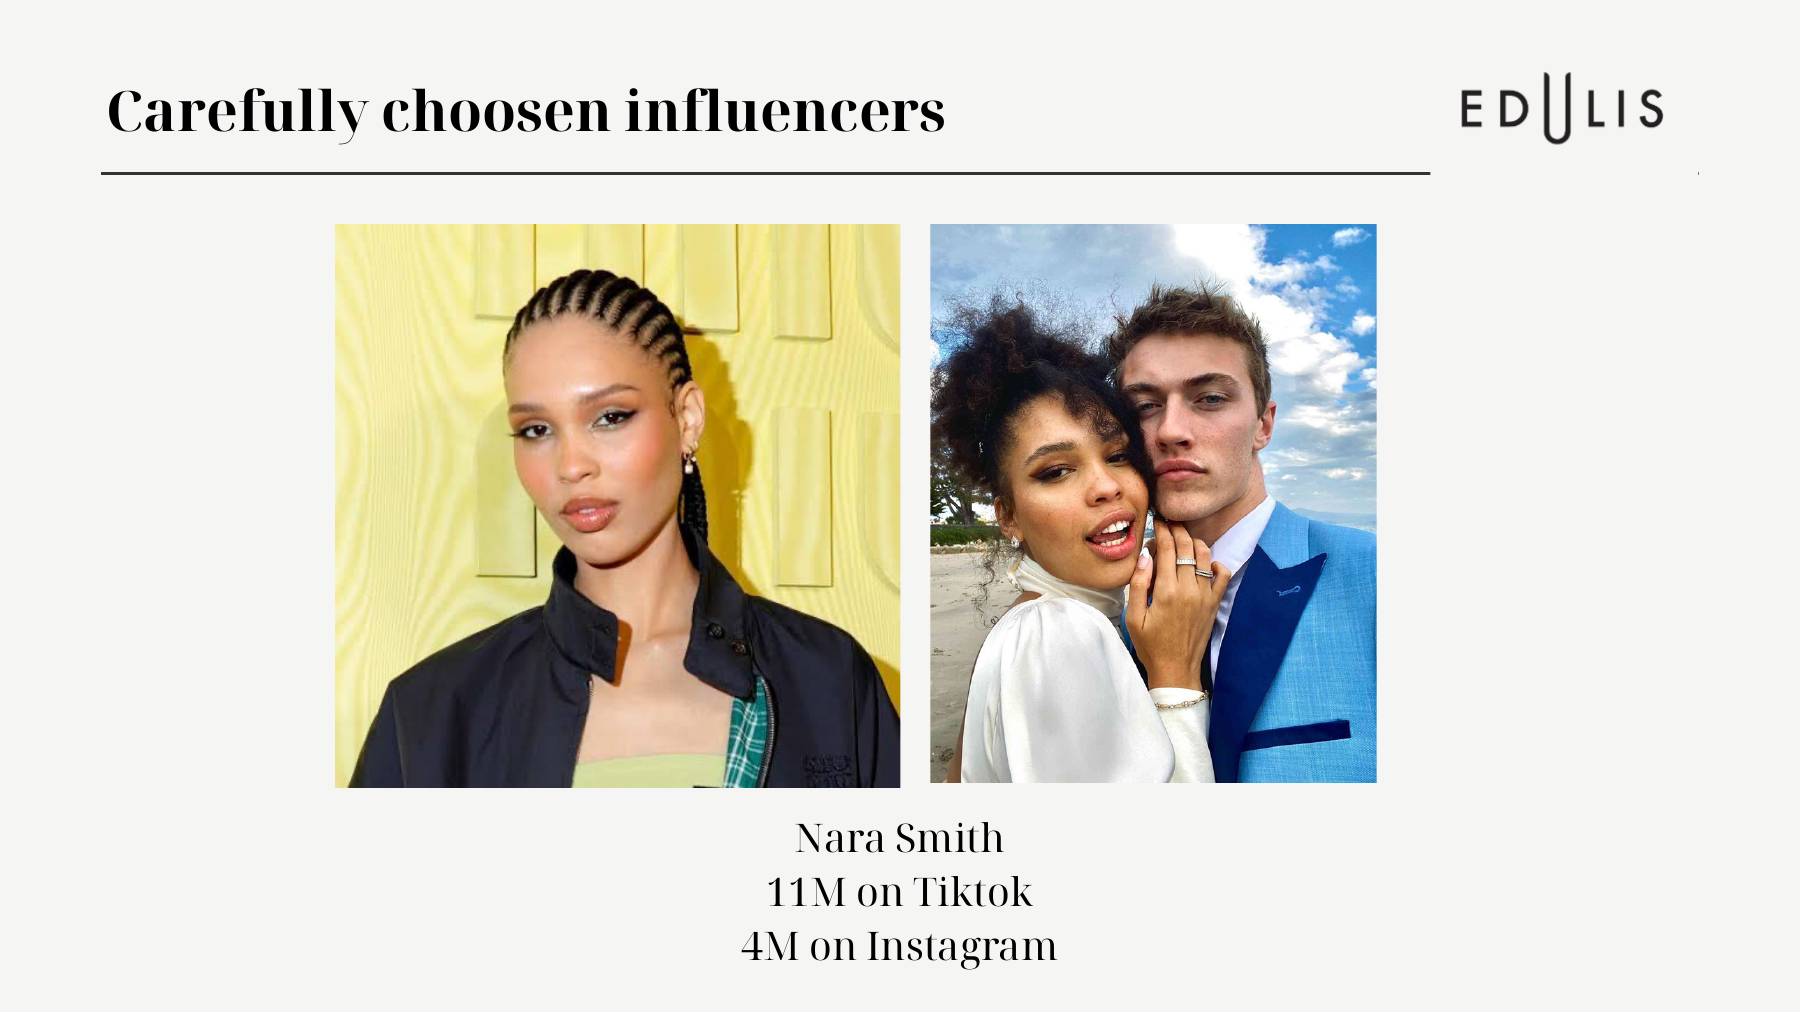 Carefully choosen influencers
EDULIS
Nara Smith
11M on Tiktok
4M on Instagram